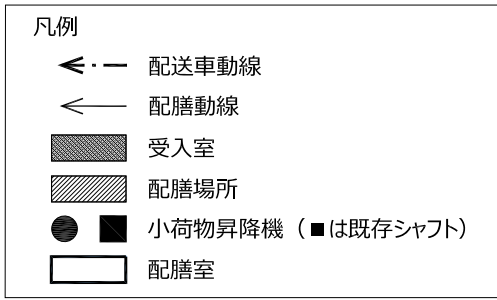 凡例
配送車動線
配膳動線
受入室
配膳場所
小荷物昇降機（■は既存シャフト）
配膳室